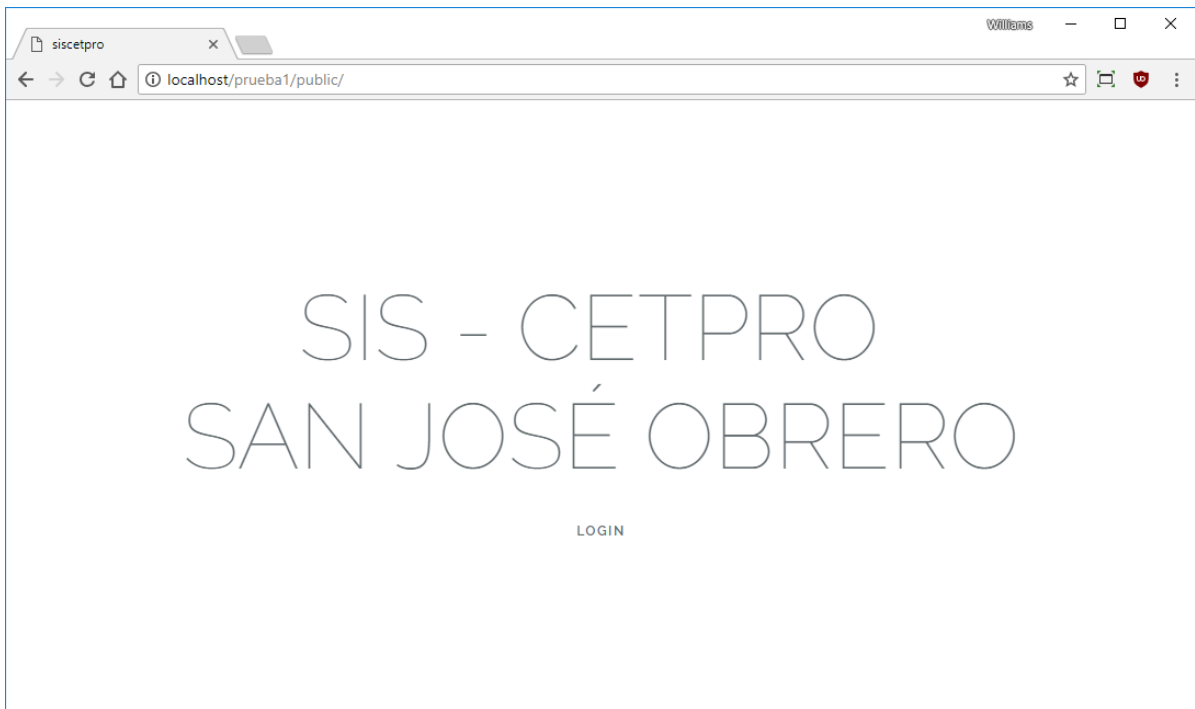 Williams
siscetpro
localhost/prueba1/public/
SIS - CETPRO
SAN JOSÉ OBRERO
LOGIN